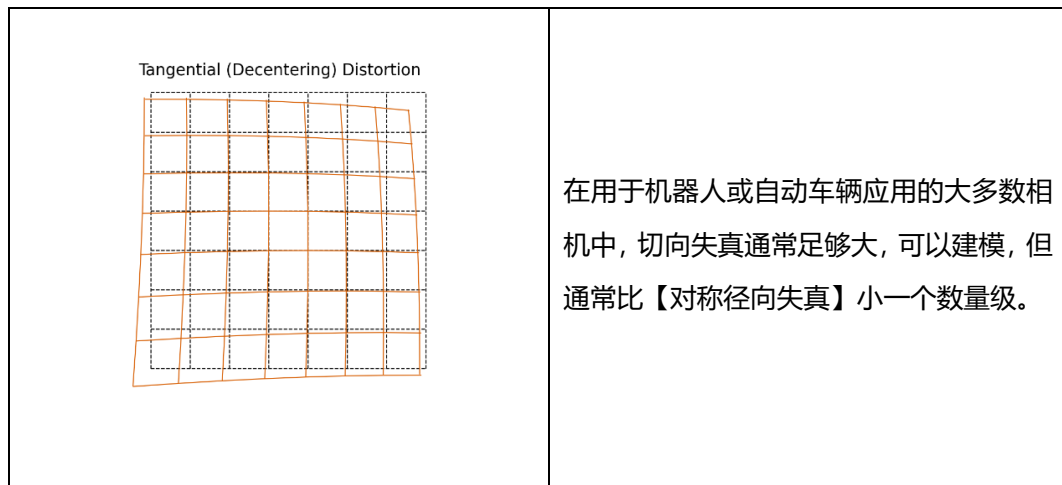 Tangential (Decentering) Distortion
在用于机器人或自动车辆应用的大多数相
机中，切向失真通常足够大，可以建模，但
通常比【对称径向失真】小一个数量级。